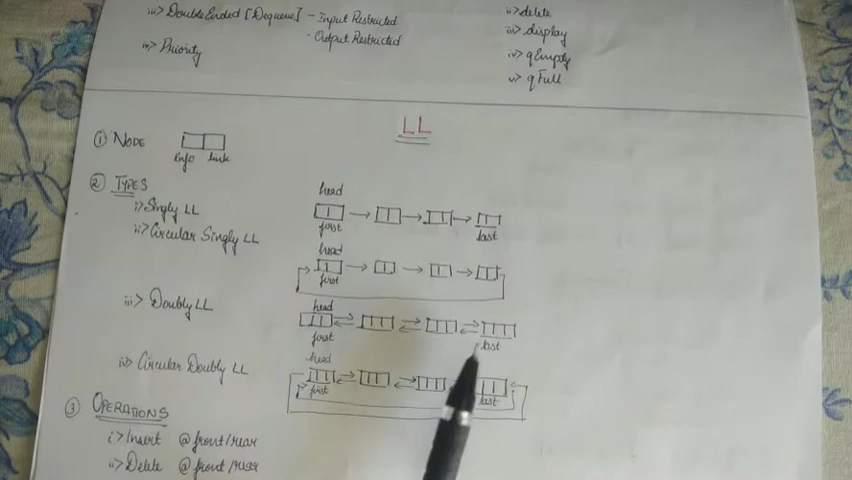 iii> Double Ended [Dequeue] - Input Restricted
- Output Restricted
iv> Priority
ii> delete
iii> display
iv> qEmpty
v> qFull
LL
① NODE
info link
② TYPES
i> Singly LL
head
first
last
ii> Circular Singly LL
head
first
iii> Doubly LL
head
first
last
iv> Circular Doubly LL
head
first
last
③ OPERATIONS
i> Insert @ front/rear
ii> Delete @ front/rear